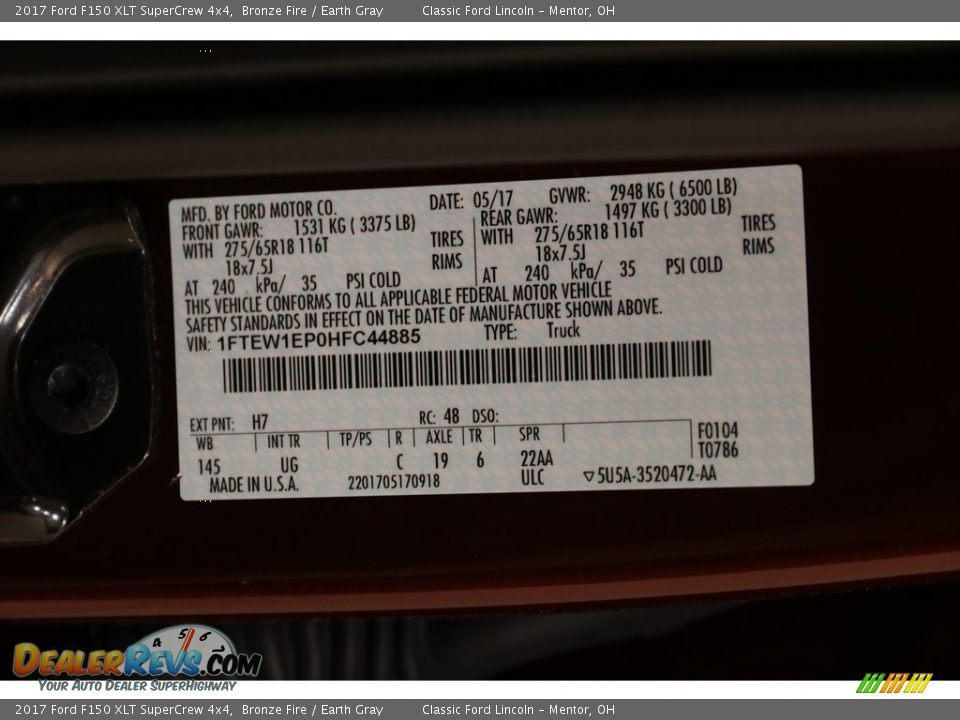 2017 Ford F150 XLT SuperCrew 4x4, Bronze Fire / Earth Gray Classic Ford Lincoln – Mentor, OH
MFD. BY FORD MOTOR CO. DATE: 05/17 GVWR: 2948 KG ( 6500 LB)
FRONT GAWR: 1531 KG ( 3375 LB) REAR GAWR: 1497 KG ( 3300 LB)
WITH 275/65R18 116T TIRES WITH 275/65R18 116T TIRES
18x7.5J RIMS 18x7.5J RIMS
AT 240 kPa/ 35 PSI COLD AT 240 kPa/ 35 PSI COLD
THIS VEHICLE CONFORMS TO ALL APPLICABLE FEDERAL MOTOR VEHICLE
SAFETY STANDARDS IN EFFECT ON THE DATE OF MANUFACTURE SHOWN ABOVE.
VIN: 1FTEW1EP0HFC44885 TYPE: Truck
EXT PNT: H7 RC: 48 DSO:
WB INT TR TP/PS R AXLE TR SPR F0104
145 UG C 19 6 22AA T0786
MADE IN U.S.A. 2201705170918 ULC ▽5U5A-3520472-AA
4 5 6
DEALERREVS.COM
YOUR AUTO DEALER SUPERHIGHWAY
2017 Ford F150 XLT SuperCrew 4x4, Bronze Fire / Earth Gray Classic Ford Lincoln – Mentor, OH